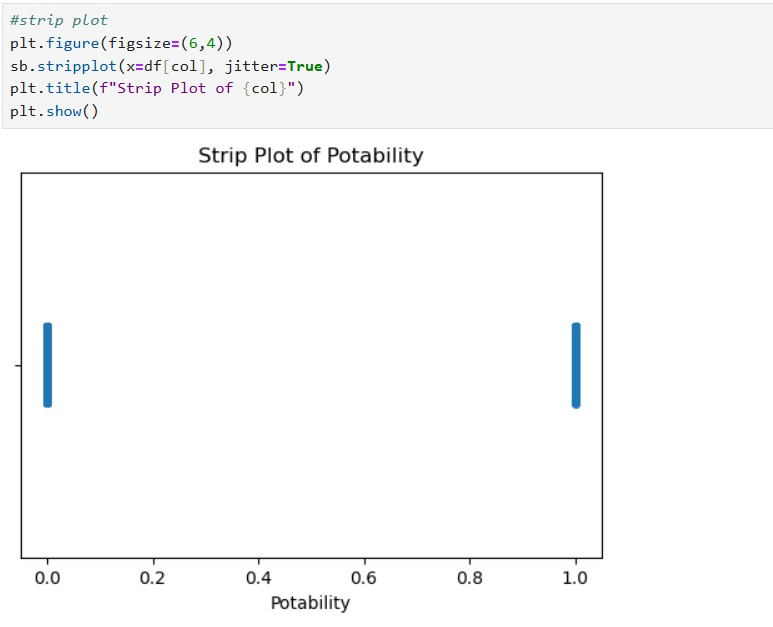 #strip plot
plt.figure(figsize=(6,4))
sb.stripplot(x=df[col], jitter=True)
plt.title(f"Strip Plot of {col}")
plt.show()
Strip Plot of Potability
0.0 0.2 0.4 0.6 0.8 1.0
Potability